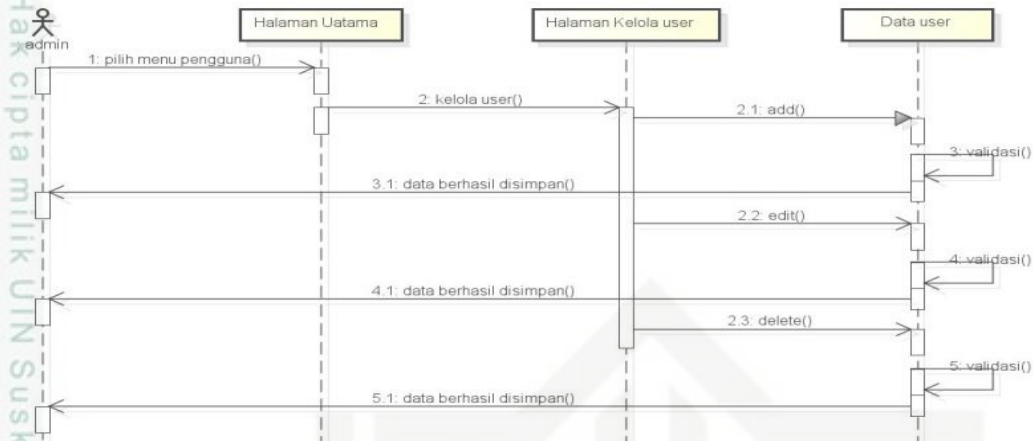 Hak cipta milik UIN Susk
admin
Halaman Uatama
Halaman Kelola user
Data user
1: pilih menu pengguna()
2: kelola user()
2.1: add()
3: validasi()
3.1: data berhasil disimpan()
2.2: edit()
4: validasi()
4.1: data berhasil disimpan()
2.3: delete()
5: validasi()
5.1: data berhasil disimpan()